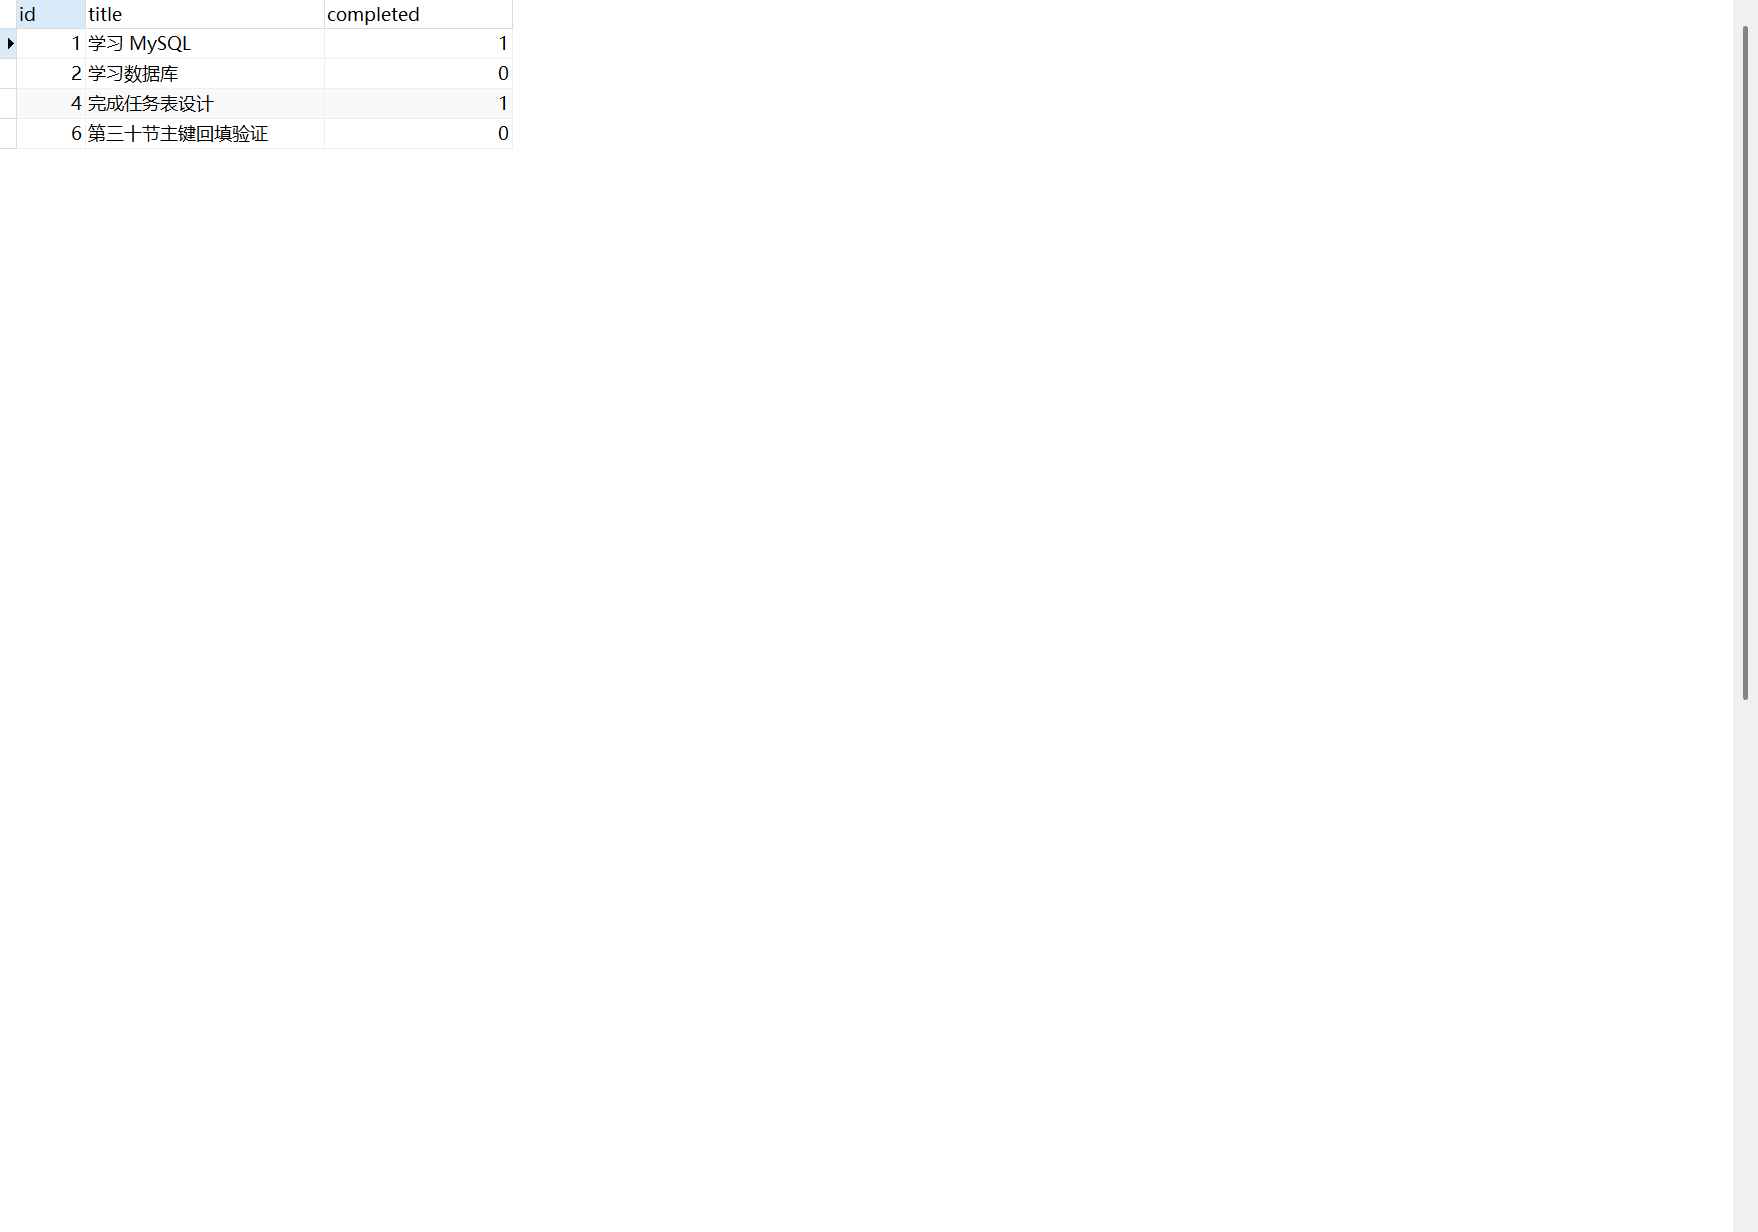 id title completed
1 学习 MySQL 1
2 学习数据库 0
4 完成任务表设计 1
6 第三十节主键回填验证 0